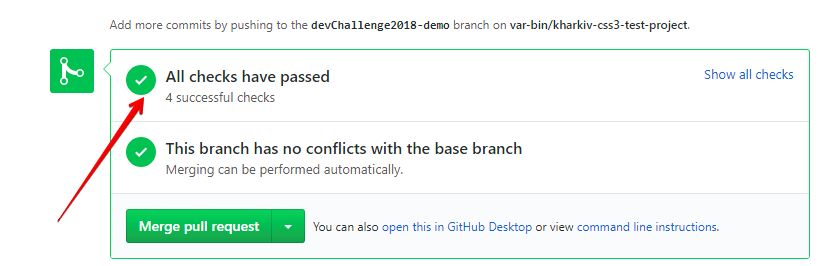 Add more commits by pushing to the devChallenge2018-demo branch on var-bin/kharkiv-css3-test-project.
All checks have passed
Show all checks
4 successful checks
This branch has no conflicts with the base branch
Merging can be performed automatically.
Merge pull request
You can also open this in GitHub Desktop or view command line instructions.